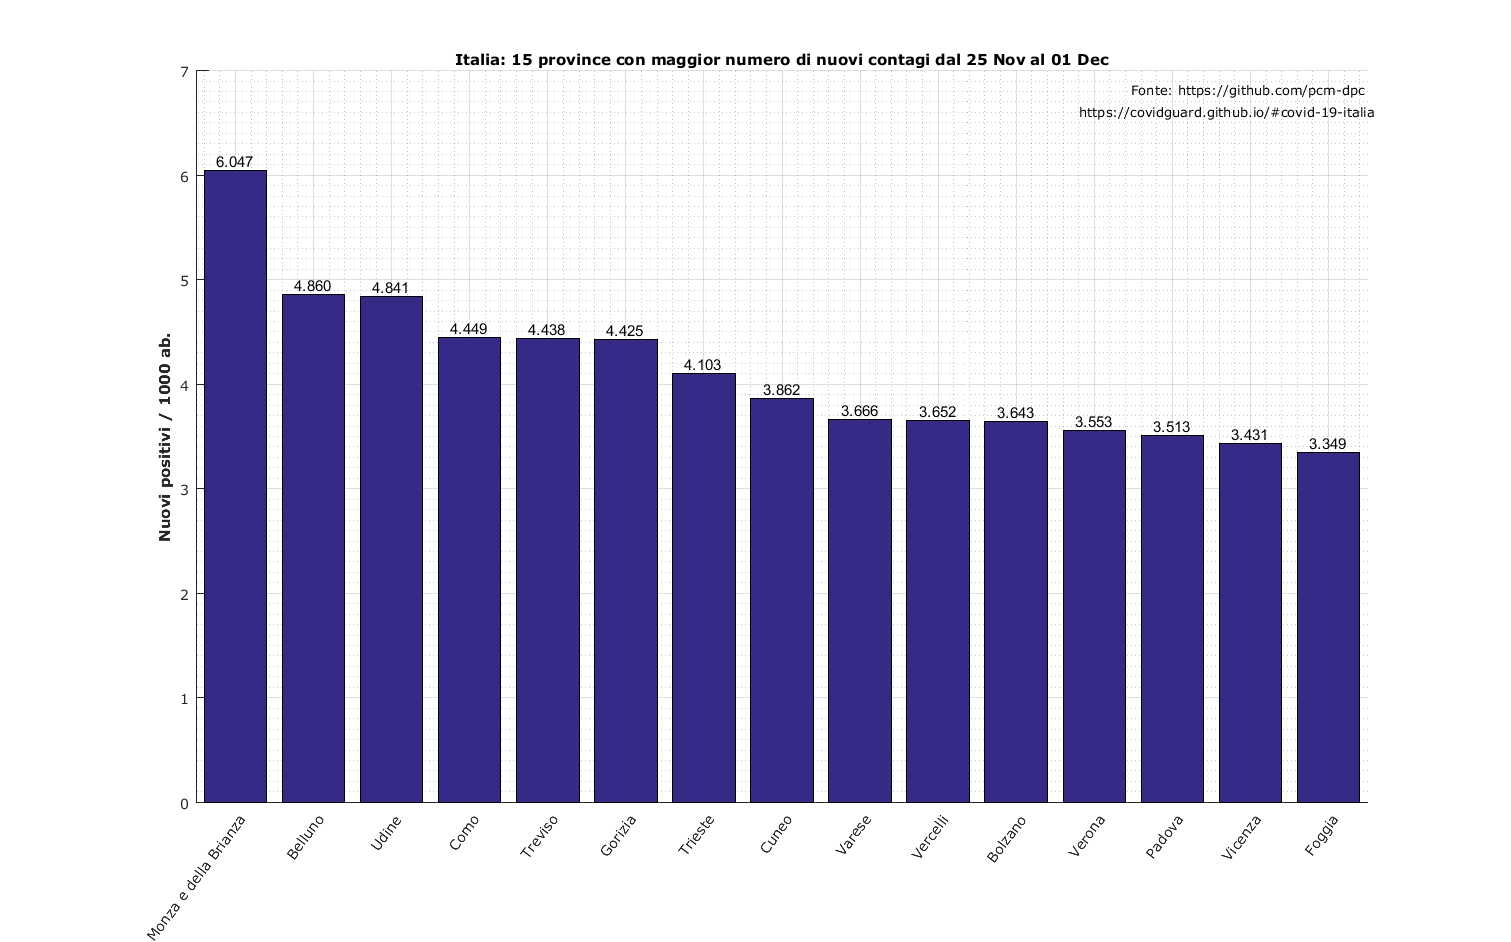 Italia: 15 province con maggior numero di nuovi contagi dal 25 Nov al 01 Dec
Fonte: https://github.com/pcm-dpc
https://covidguard.github.io/#covid-19-italia
Nuovi positivi / 1000 ab.
7
6
5
4
3
2
1
0
6.047
4.860
4.841
4.449
4.438
4.425
4.103
3.862
3.666
3.652
3.643
3.553
3.513
3.431
3.349
Monza e della Brianza
Belluno
Udine
Como
Treviso
Gorizia
Trieste
Cuneo
Varese
Vercelli
Bolzano
Verona
Padova
Vicenza
Foggia